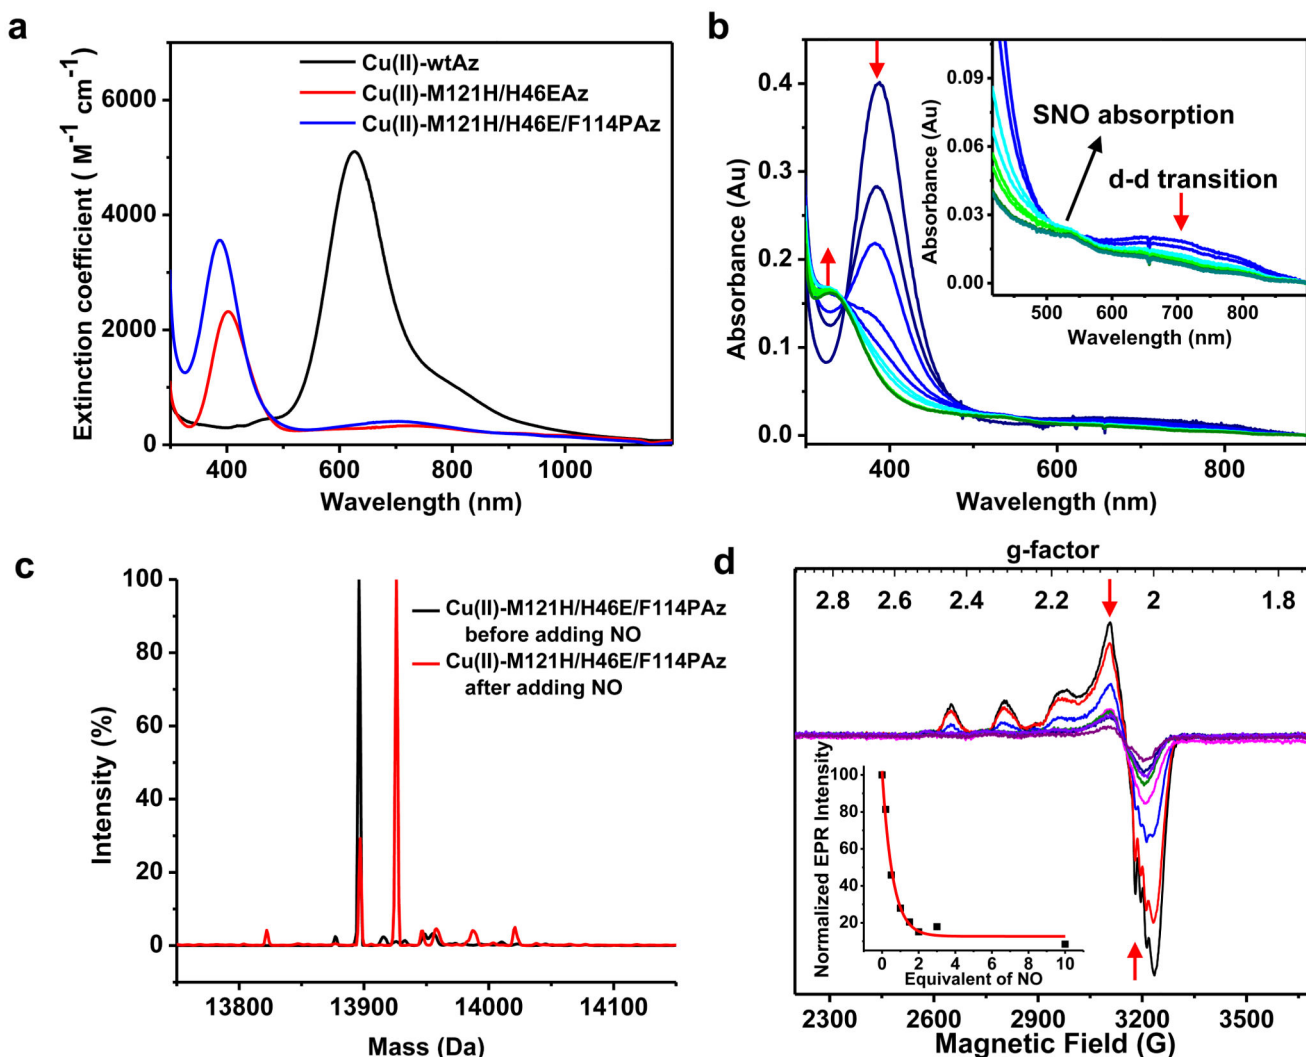 a
Extinction coefficient ( M⁻¹ cm⁻¹)
6000
4000
2000
0
Cu(II)-wtAz
Cu(II)-M121H/H46EAz
Cu(II)-M121H/H46E/F114PAz
400 600 800 1000
Wavelength (nm)
b
Absorbance (Au)
0.4
0.3
0.2
0.1
0.0
Absorbance (Au)
0.09
0.06
0.03
0.00
SNO absorption
d-d transition
500 600 700 800
Wavelength (nm)
400 600 800
Wavelength (nm)
c
Intensity (%)
100
80
60
40
20
0
Cu(II)-M121H/H46E/F114PAz
before adding NO
Cu(II)-M121H/H46E/F114PAz
after adding NO
13800 13900 14000 14100
Mass (Da)
d
g-factor
2.8 2.6 2.4 2.2 2 1.8
Normalized EPR Intensity
100
80
60
40
20
0 2 4 6 8 10
Equivalent of NO
2300 2600 2900 3200 3500
Magnetic Field (G)